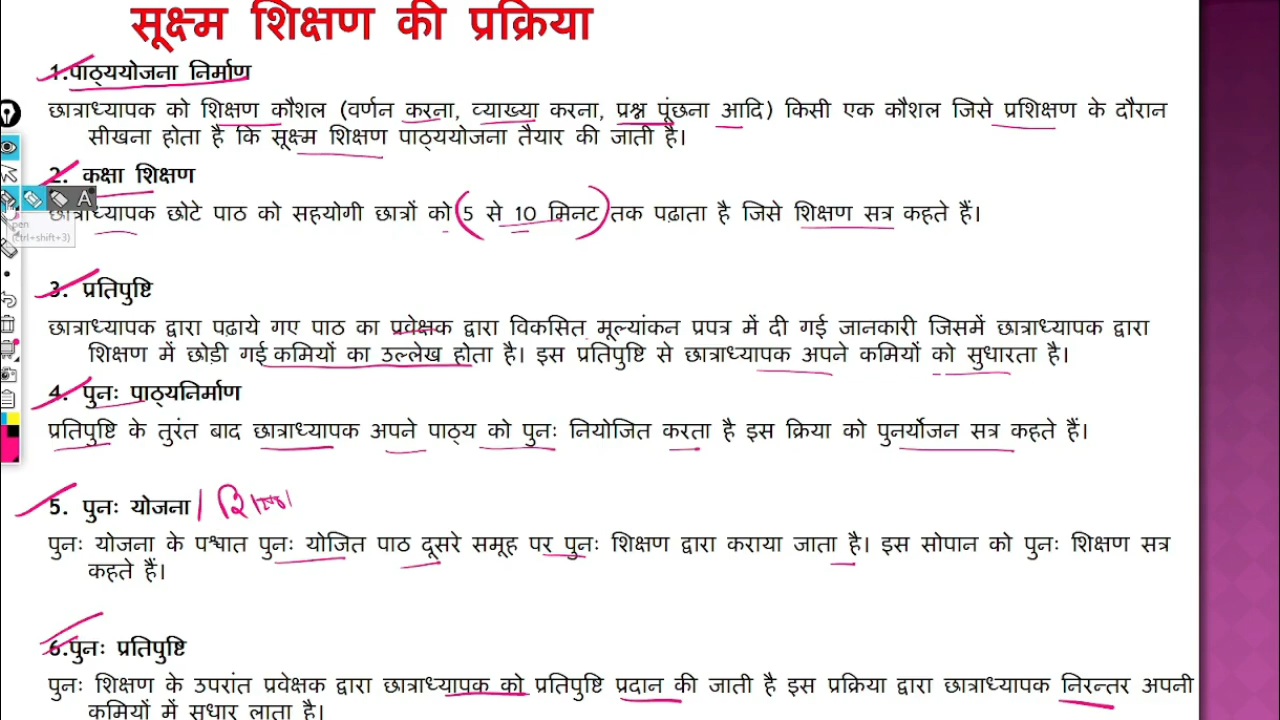 सूक्ष्म शिक्षण की प्रक्रिया
1.पाठ्ययोजना निर्माण
छात्राध्यापक को शिक्षण कौशल (वर्णन करना, व्याख्या करना, प्रश्न पूंछना आदि) किसी एक कौशल जिसे प्रशिक्षण के दौरान
सीखना होता है कि सूक्ष्म शिक्षण पाठ्ययोजना तैयार की जाती है।
2. कक्षा शिक्षण
A
छात्राध्यापक छोटे पाठ को सहयोगी छात्रों को 5 से 10 मिनट तक पढ़ाता है जिसे शिक्षण सत्र कहते हैं।
pen
(ctrl+shift+3)
3. प्रतिपुष्टि
छात्राध्यापक द्वारा पढ़ाये गए पाठ का प्रवेक्षक द्वारा विकसित मूल्यांकन प्रपत्र में दी गई जानकारी जिसमें छात्राध्यापक द्वारा
शिक्षण में छोड़ी गई कमियों का उल्लेख होता है। इस प्रतिपुष्टि से छात्राध्यापक अपने कमियों को सुधारता है।
4. पुनः पाठ्यनिर्माण
प्रतिपुष्टि के तुरंत बाद छात्राध्यापक अपने पाठ्य को पुनः नियोजित करता है इस क्रिया को पुनर्योजन सत्र कहते हैं।
5. पुनः योजना / शिक्षण
पुनः योजना के पश्चात पुनः योजित पाठ दूसरे समूह पर पुनः शिक्षण द्वारा कराया जाता है। इस सोपान को पुनः शिक्षण सत्र
कहते हैं।
6.पुनः प्रतिपुष्टि
पुनः शिक्षण के उपरांत प्रवेक्षक द्वारा छात्राध्यापक को प्रतिपुष्टि प्रदान की जाती है इस प्रक्रिया द्वारा छात्राध्यापक निरन्तर अपनी
कमियों में सुधार लाता है।